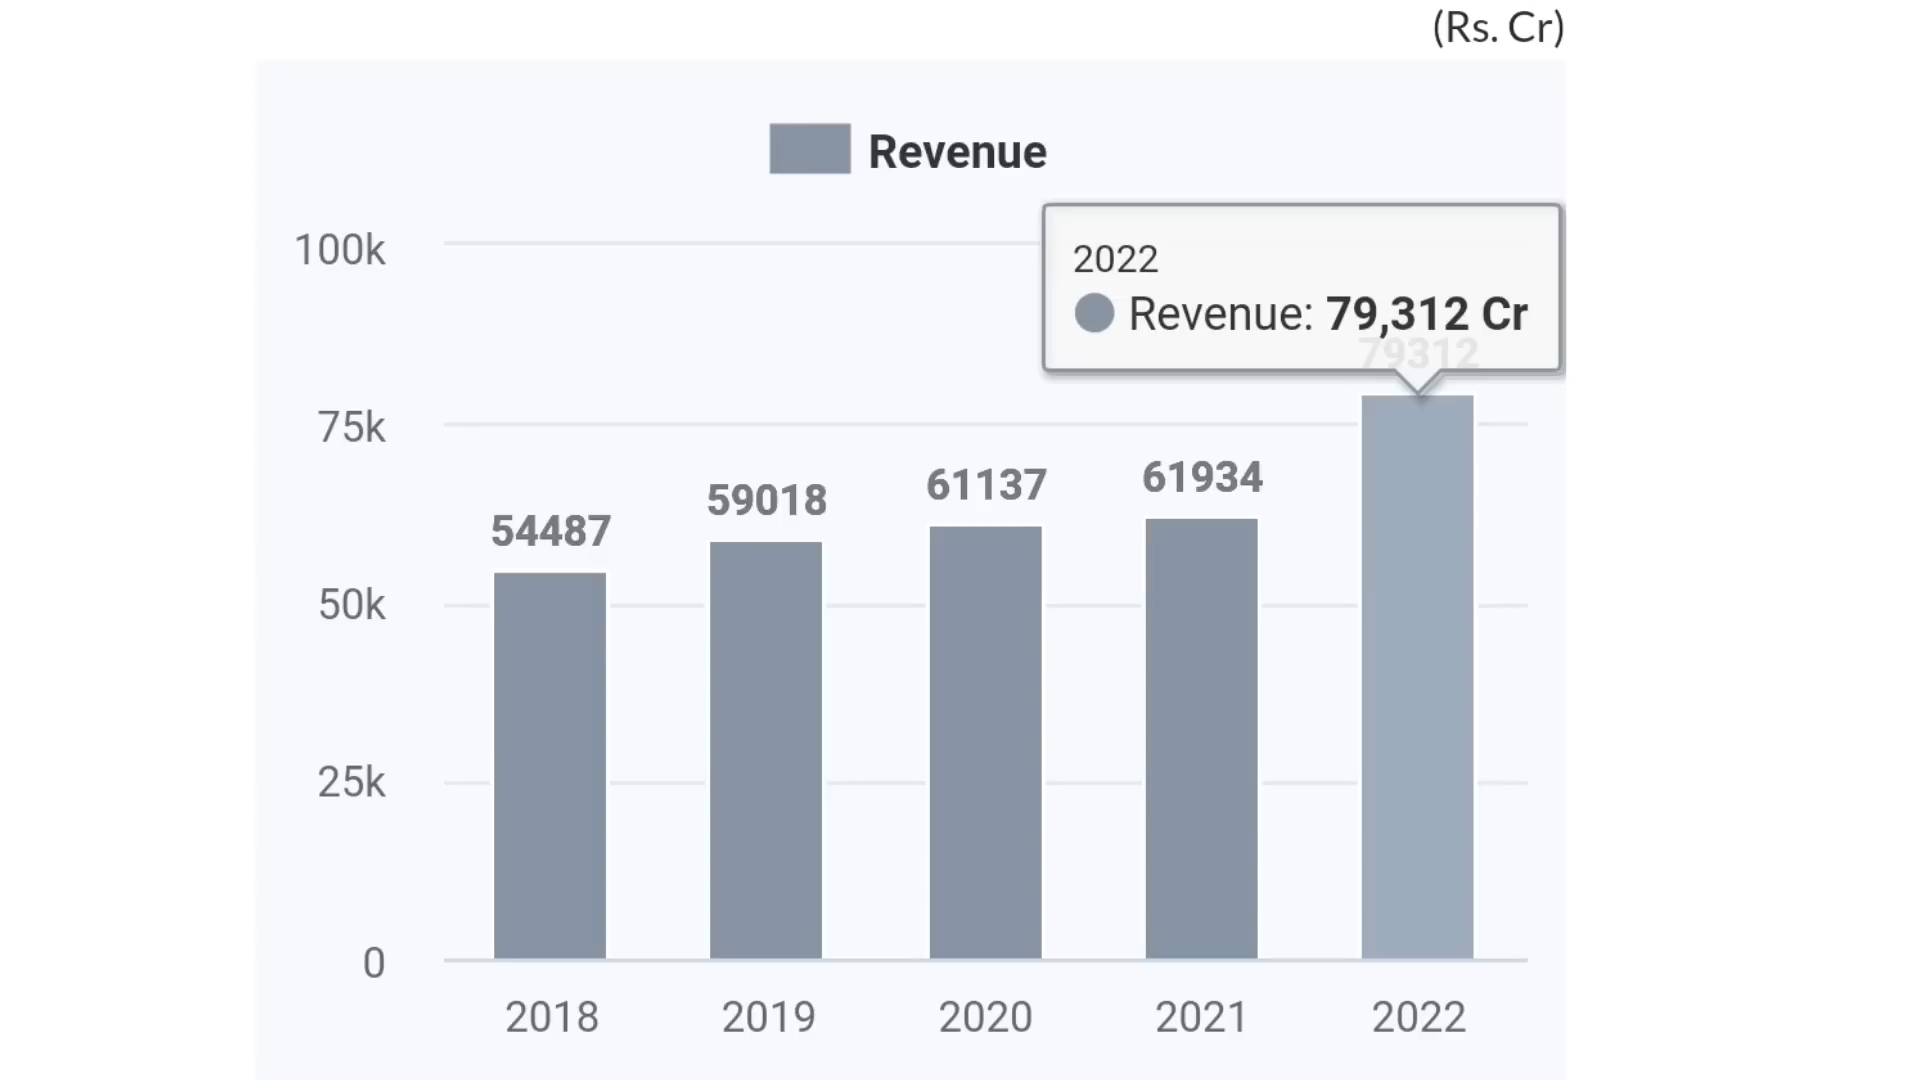 (Rs. Cr)
Revenue
100k
2022
Revenue: 79,312 Cr
79312
75k
61934
61137
59018
54487
50k
25k
0
2018 2019 2020 2021 2022